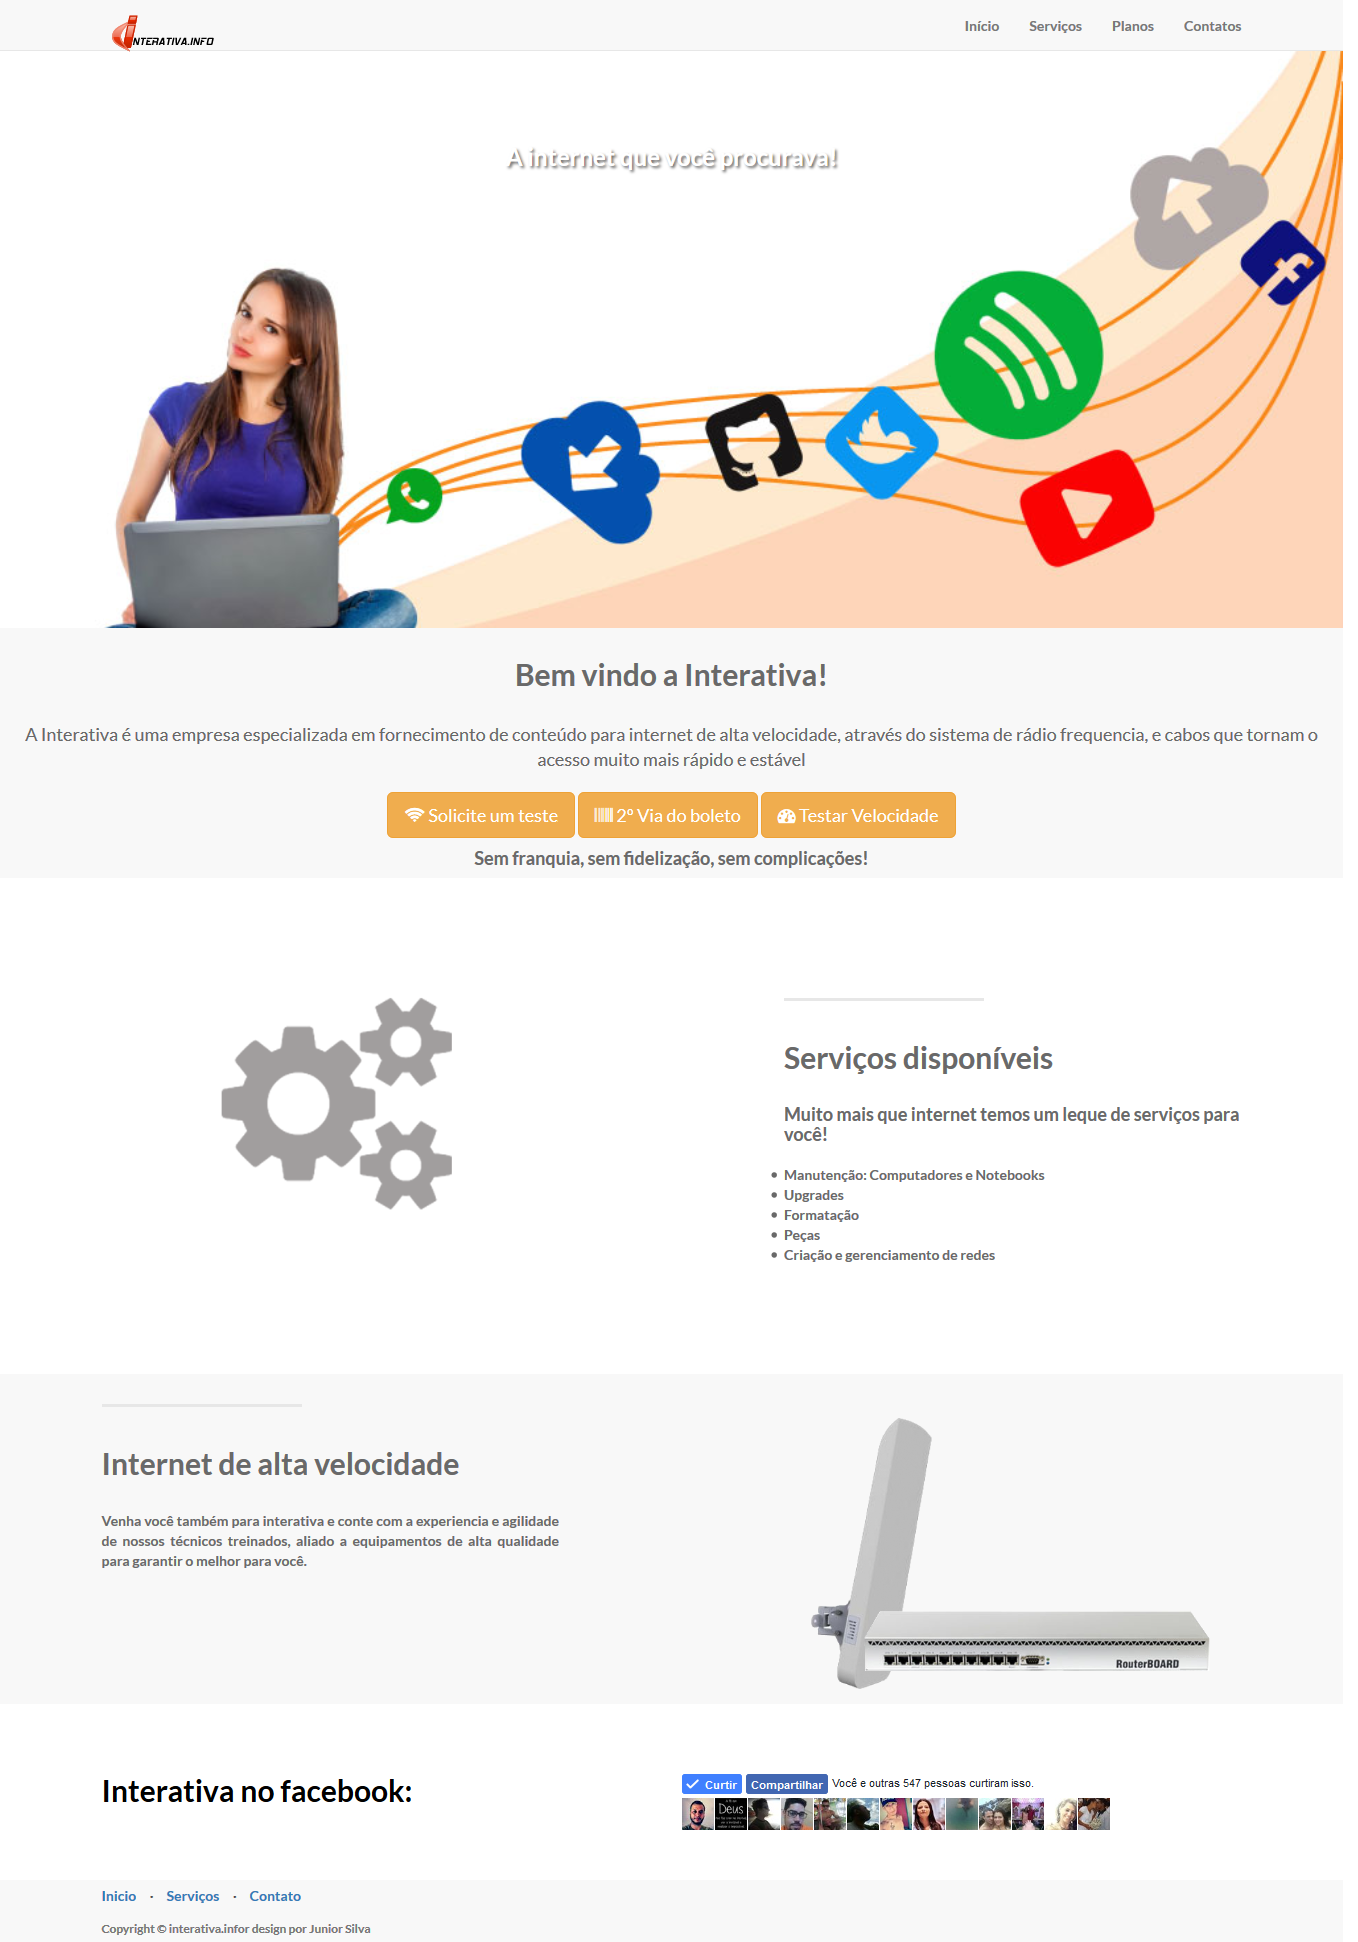 INTERATIVA.INFO
Início Serviços Planos Contatos
A internet que você procurava!
Bem vindo a Interativa!
A Interativa é uma empresa especializada em fornecimento de conteúdo para internet de alta velocidade, através do sistema de rádio frequencia, e cabos que tornam o
acesso muito mais rápido e estável
Solicite um teste 2º Via do boleto Testar Velocidade
Sem franquia, sem fidelização, sem complicações!
Serviços disponíveis
Muito mais que internet temos um leque de serviços para
você!
• Manutenção: Computadores e Notebooks
• Upgrades
• Formatação
• Peças
• Criação e gerenciamento de redes
Internet de alta velocidade
Venha você também para interativa e conte com a experiencia e agilidade
de nossos técnicos treinados, aliado a equipamentos de alta qualidade
para garantir o melhor para você.
RouterBOARD
Interativa no facebook:
Curtir Compartilhar Você e outras 547 pessoas curtiram isso.
Deus
Inicio · Serviços · Contato
Copyright © interativa.infor design por Junior Silva